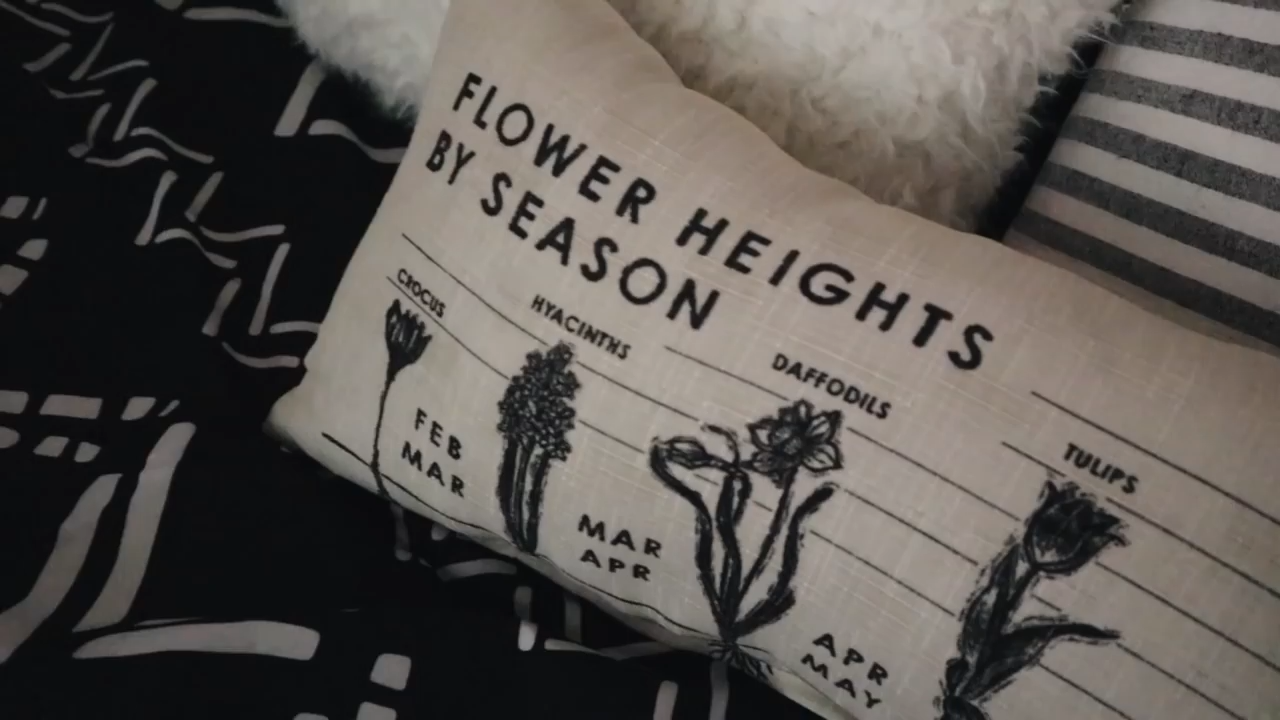 FLOWER HEIGHTS
BY SEASON
CROCUS
HYACINTHS
DAFFODILS
TULIPS
FEB
MAR
MAR
APR
APR
MAY